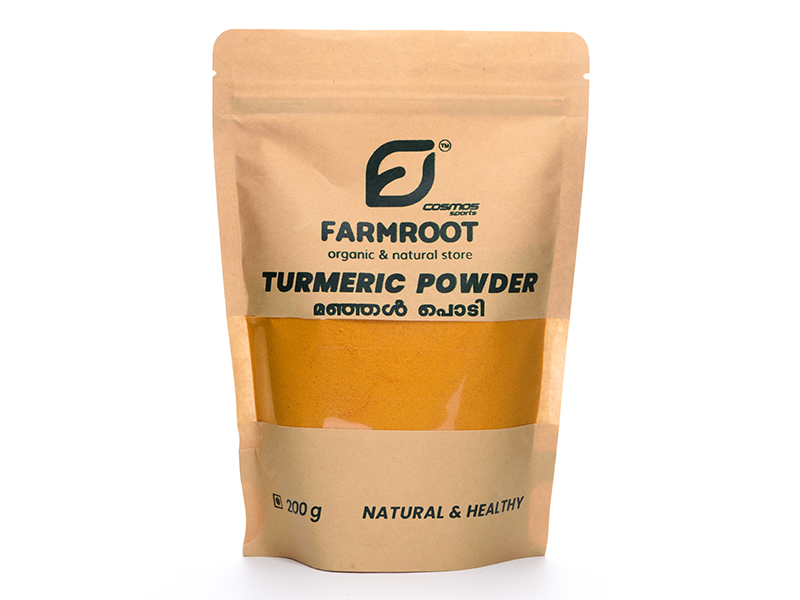 TM
COSMOS
sports
FARMROOT
organic & natural store
TURMERIC POWDER
മഞ്ഞൾ പൊടി
200 g
NATURAL & HEALTHY